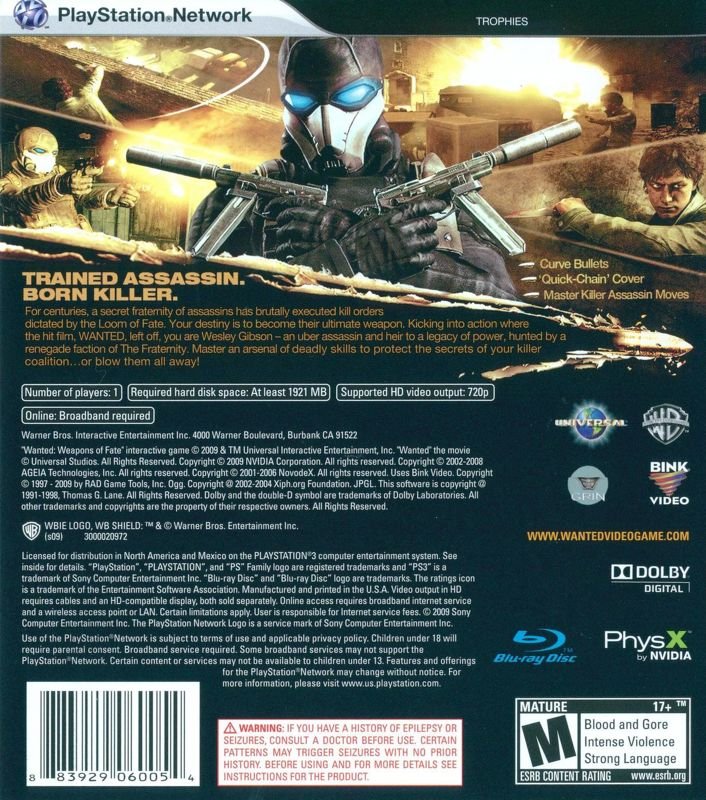 PlayStation®Network
TROPHIES
Curve Bullets
'Quick-Chain' Cover
Master Killer Assassin Moves
TRAINED ASSASSIN.
BORN KILLER.
For centuries, a secret fraternity of assassins has brutally executed kill orders
dictated by the Loom of Fate. Your destiny is to become their ultimate weapon. Kicking into action where
the hit film, WANTED, left off, you are Wesley Gibson – an uber assassin and heir to a legacy of power, hunted by a
renegade faction of The Fraternity. Master an arsenal of deadly skills to protect the secrets of your killer
coalition...or blow them all away!
Number of players: 1
Required hard disk space: At least 1921 MB
Supported HD video output: 720p
Online: Broadband required
UNIVERSAL
WB
GRIN
BINK
VIDEO
Warner Bros. Interactive Entertainment Inc. 4000 Warner Boulevard, Burbank CA 91522
"Wanted: Weapons of Fate" interactive game © 2009 & TM Universal Interactive Entertainment, Inc. "Wanted" the movie
© Universal Studios. All Rights Reserved. Copyright © 2009 NVIDIA Corporation. All rights reserved. Copyright © 2002-2008
AGEIA Technologies, Inc. All rights reserved. Copyright © 2001-2006 NovodeX. All rights reserved. Uses Bink Video. Copyright
© 1997 - 2009 by RAD Game Tools, Inc. Ogg. Copyright @ 2002-2004 Xiph.org Foundation. JPGL. This software is copyright @
1991-1998, Thomas G. Lane. All Rights Reserved. Dolby and the double-D symbol are trademarks of Dolby Laboratories. All
other trademarks and copyrights are the property of their respective owners. All Rights Reserved.
WB
WBIE LOGO, WB SHIELD: ™ & © Warner Bros. Entertainment Inc.
(s09) 3000020972
WWW.WANTEDVIDEOGAME.COM
Licensed for distribution in North America and Mexico on the PLAYSTATION®3 computer entertainment system. See
inside for details. "PlayStation", "PLAYSTATION", and "PS" Family logo are registered trademarks and "PS3" is a
trademark of Sony Computer Entertainment Inc. "Blu-ray Disc" and "Blu-ray Disc" logo are trademarks. The ratings icon
is a trademark of the Entertainment Software Association. Manufactured and printed in the U.S.A. Video output in HD
requires cables and an HD-compatible display, both sold separately. Online access requires broadband internet service
and a wireless access point or LAN. Certain limitations apply. User is responsible for Internet service fees. © 2009 Sony
Computer Entertainment Inc. The PlayStation Network Logo is a service mark of Sony Computer Entertainment Inc.
Use of the PlayStation®Network is subject to terms of use and applicable privacy policy. Children under 18 will
require parental consent. Broadband service required. Some broadband services may not support the
PlayStation®Network. Certain content or services may not be available to children under 13. Features and offerings
for the PlayStation®Network may change without notice. For
more information, please visit www.us.playstation.com.
DOLBY
DIGITAL
Blu-ray Disc™
PhysX™
by NVIDIA
8 83929 06005 4
WARNING: IF YOU HAVE A HISTORY OF EPILEPSY OR
SEIZURES, CONSULT A DOCTOR BEFORE USE. CERTAIN
PATTERNS MAY TRIGGER SEIZURES WITH NO PRIOR
HISTORY. BEFORE USING AND FOR MORE DETAILS SEE
INSTRUCTIONS FOR THE PRODUCT.
MATURE 17+ ™
M
Blood and Gore
Intense Violence
Strong Language
ESRB CONTENT RATING www.esrb.org